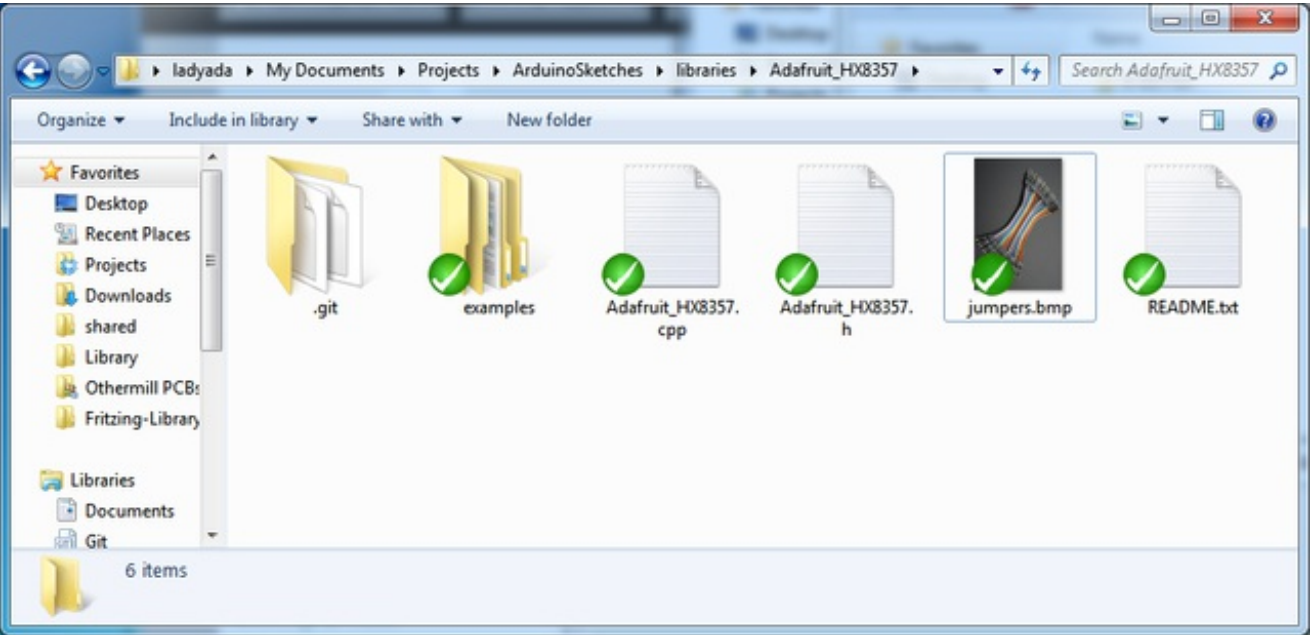 ladyada ▸ My Documents ▸ Projects ▸ ArduinoSketches ▸ libraries ▸ Adafruit_HX8357 ▸
Search Adafruit_HX8357
Organize Include in library Share with New folder
Favorites
Desktop
Recent Places
Projects
Downloads
shared
Library
Othermill PCBs
Fritzing-Library
Libraries
Documents
Git
.git
examples
Adafruit_HX8357.
cpp
Adafruit_HX8357.
h
jumpers.bmp
README.txt
6 items